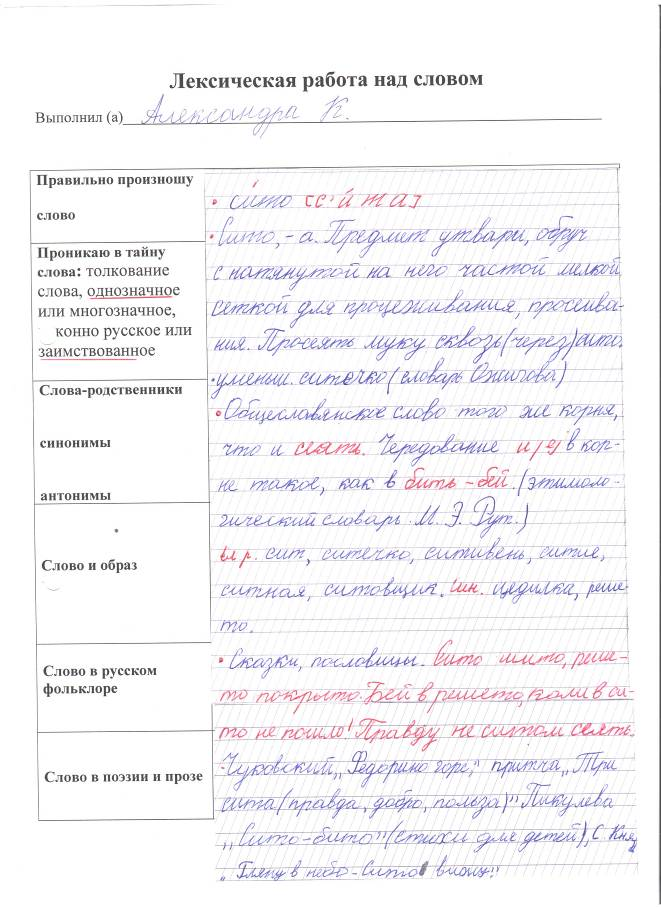 Лексическая работа над словом
Выполнил (а) Александра К.
Правильно произношу
слово
Проникаю в тайну
слова: толкование
слова, однозначное
или многозначное,
конно русское или
заимствованное
Слова-родственники
синонимы
антонимы
Слово и образ
Слово в русском
фольклоре
Слово в поэзии и прозе
• сито [с'ита]
• Сито, – а. Предмет утвари, обруч
с натянутой на него частой мелкой
сеткой для процеживания, просеива-
ния. Просеять муку сквозь (через) сито.
• уменьш. ситечко (словарь Ожегова)
• Общеславянское слово того же корня,
что и сеять. Чередование и/ej в кор-
не такое, как в бить – бей. (этимоло-
гический словарь М. Э. Рут.)
сит, ситечко, ситивень, ситие,
ситная, ситовщик. цедилка, реше-
то.
• Сказки, пословицы. Сито шито, реше-
то покрыто. Бей в решето, коли в си-
то не пошло! Правду не ситом сеять.
• Чуковский „Федорино горе," притча „Три
сита (правда, добро, польза)" Пикулева
„Сито-бито" (стихи для детей), С.
„Гляну в небо – Сито вижу"